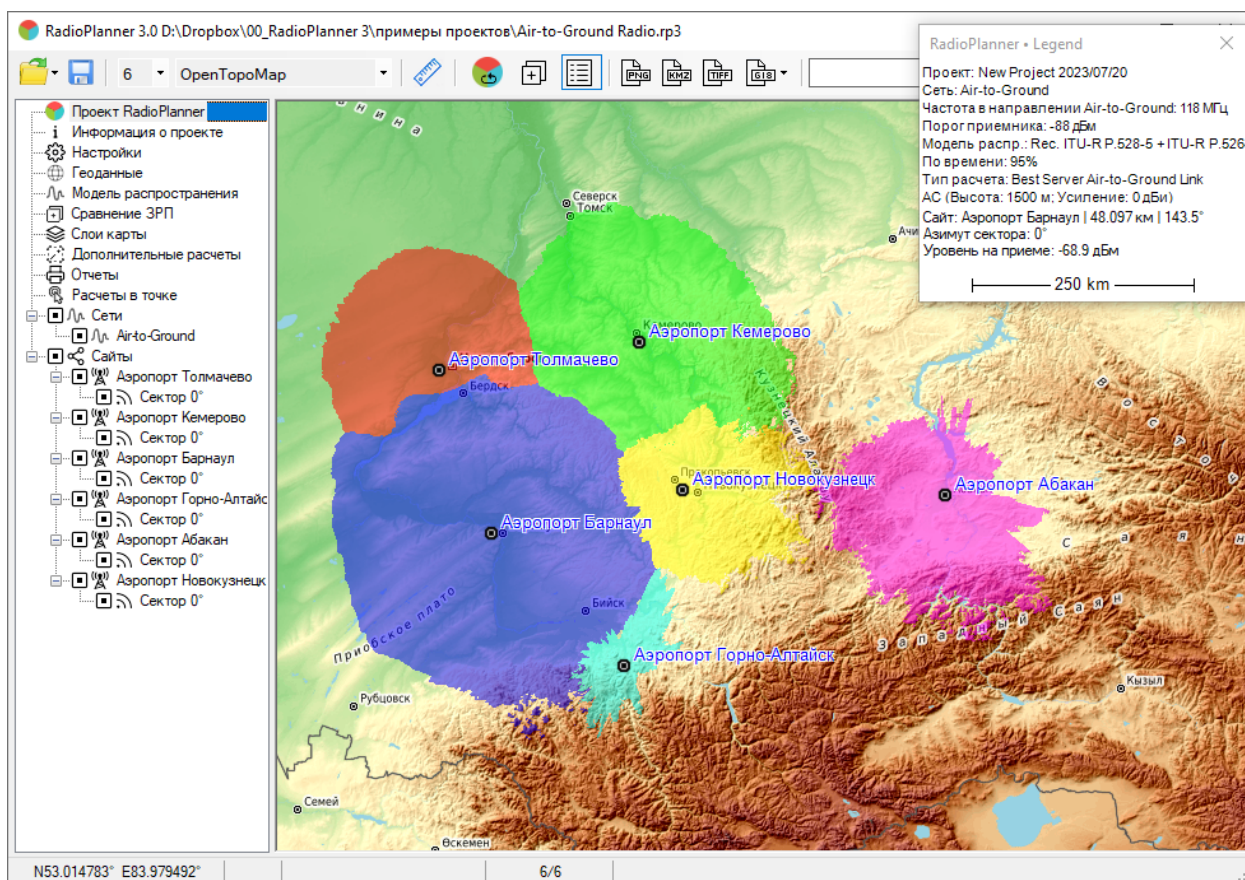 RadioPlanner 3.0 D:\Dropbox\00_RadioPlanner 3\примеры проектов\Air-to-Ground Radio.rp3
6
OpenTopoMap
PNG
KMZ
TIFF
GIS
RadioPlanner • Legend
Проект: New Project 2023/07/20
Сеть: Air-to-Ground
Частота в направлении Air-to-Ground: 118 МГц
Порог приемника: -88 дБм
Модель распр.: Rec. ITU-R P.528-5 + ITU-R P.526
По времени: 95%
Тип расчета: Best Server Air-to-Ground Link
АС (Высота: 1500 м; Усиление: 0 дБи)
Сайт: Аэропорт Барнаул | 48.097 км | 143.5°
Азимут сектора: 0°
Уровень на приеме: -68.9 дБм
250 km
Проект RadioPlanner
Информация о проекте
Настройки
Геоданные
Модель распространения
Сравнение ЗРП
Слои карты
Дополнительные расчеты
Отчеты
Расчеты в точке
Сети
Air-to-Ground
Сайты
Аэропорт Толмачево
Сектор 0°
Аэропорт Кемерово
Сектор 0°
Аэропорт Барнаул
Сектор 0°
Аэропорт Горно-Алтайс
Сектор 0°
Аэропорт Абакан
Сектор 0°
Аэропорт Новокузнецк
Сектор 0°
Северск
Томск
Кемерово
Аэропорт Кемерово
Аэропорт Толмачево
Бердск
Кузнецкий Алатау
Прокопьевск
Аэропорт Новокузнецк
Аэропорт Абакан
Аэропорт Барнаул
Бийск
Приобское плато
Аэропорт Горно-Алтайск
Западный Саян
Рубцовск
Кызыл
Семей
Өскемен
N53.014783° E83.979492°
6/6